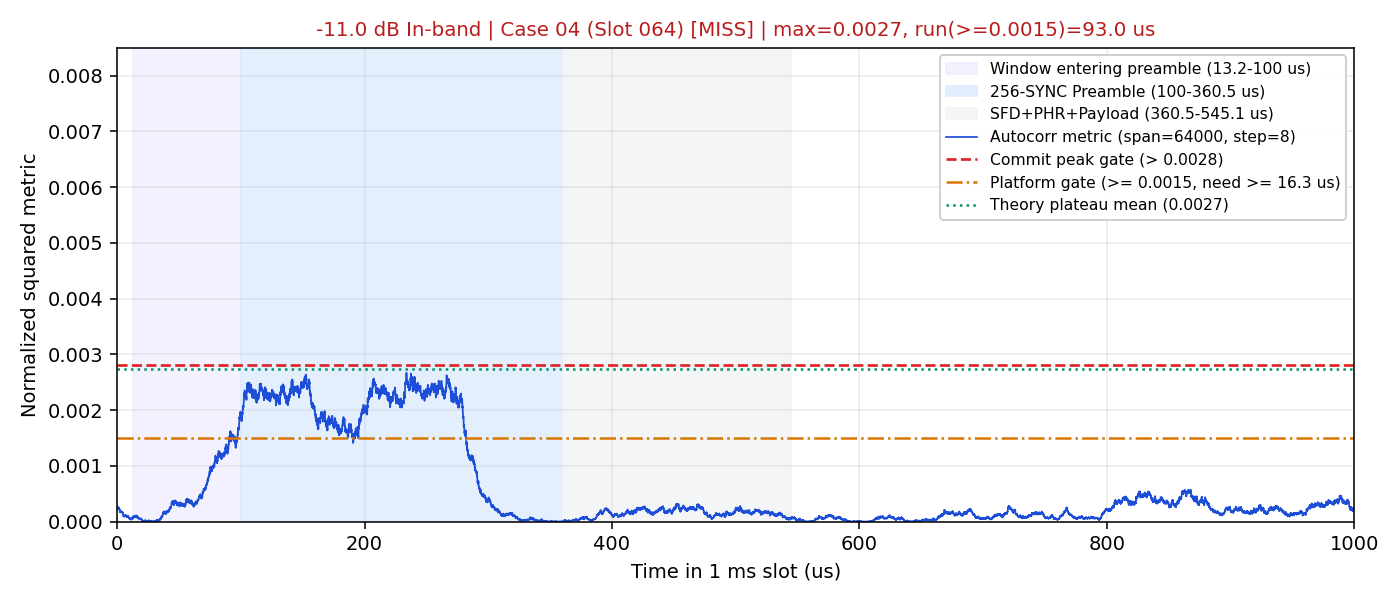 -11.0 dB In-band | Case 04 (Slot 064) [MISS] | max=0.0027, run(>=0.0015)=93.0 us
Window entering preamble (13.2-100 us)
256-SYNC Preamble (100-360.5 us)
SFD+PHR+Payload (360.5-545.1 us)
Autocorr metric (span=64000, step=8)
Commit peak gate (> 0.0028)
Platform gate (>= 0.0015, need >= 16.3 us)
Theory plateau mean (0.0027)
Normalized squared metric
0.008
0.007
0.006
0.005
0.004
0.003
0.002
0.001
0.000
0
200
400
600
800
1000
Time in 1 ms slot (us)